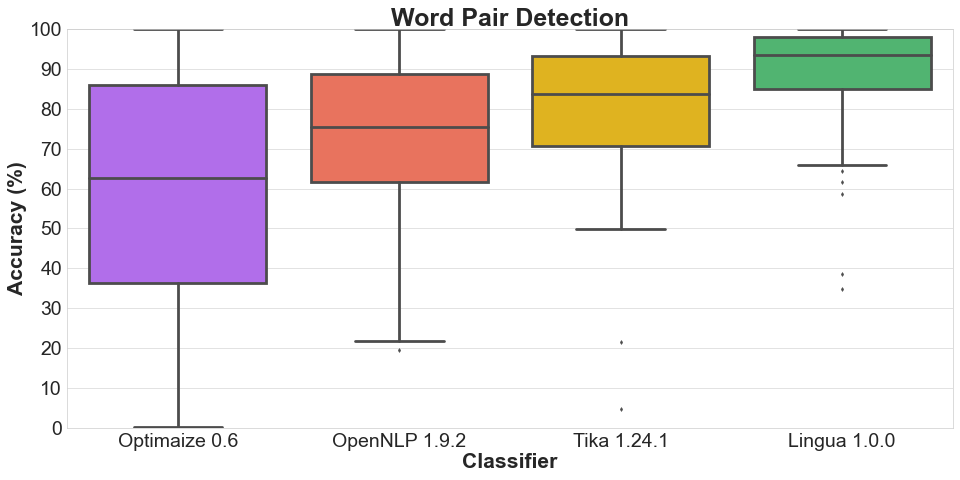 Word Pair Detection
Accuracy (%)
100
90
80
70
60
50
40
30
20
10
0
Optimaize 0.6 OpenNLP 1.9.2 Tika 1.24.1 Lingua 1.0.0
Classifier